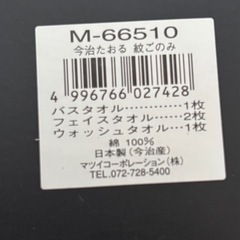 M-66510
今治たおる 紋ごのみ
4 996766 027428
バスタオル…………1枚
フェイスタオル………2枚
ウォッシュタオル……1枚
綿 100%
日本製(今治産)
マツイコーポレーション(株)
TEL.072-728-5400